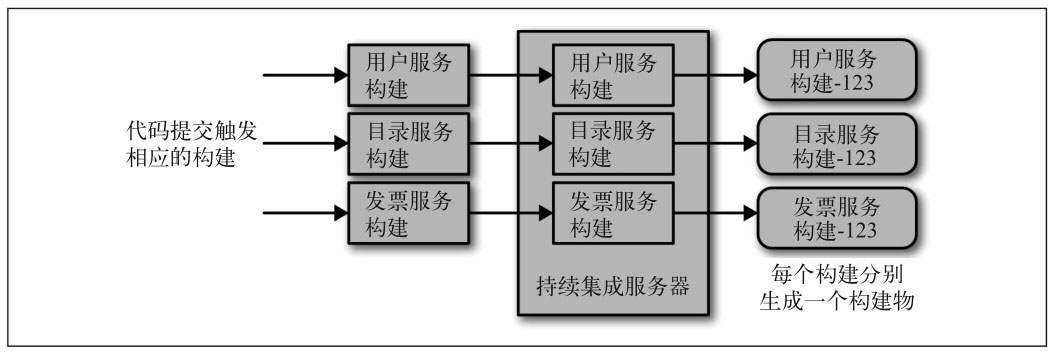 代码提交触发
相应的构建
用户服务
构建
目录服务
构建
发票服务
构建
用户服务
构建
目录服务
构建
发票服务
构建
持续集成服务器
用户服务
构建-123
目录服务
构建-123
发票服务
构建-123
每个构建分别
生成一个构建物